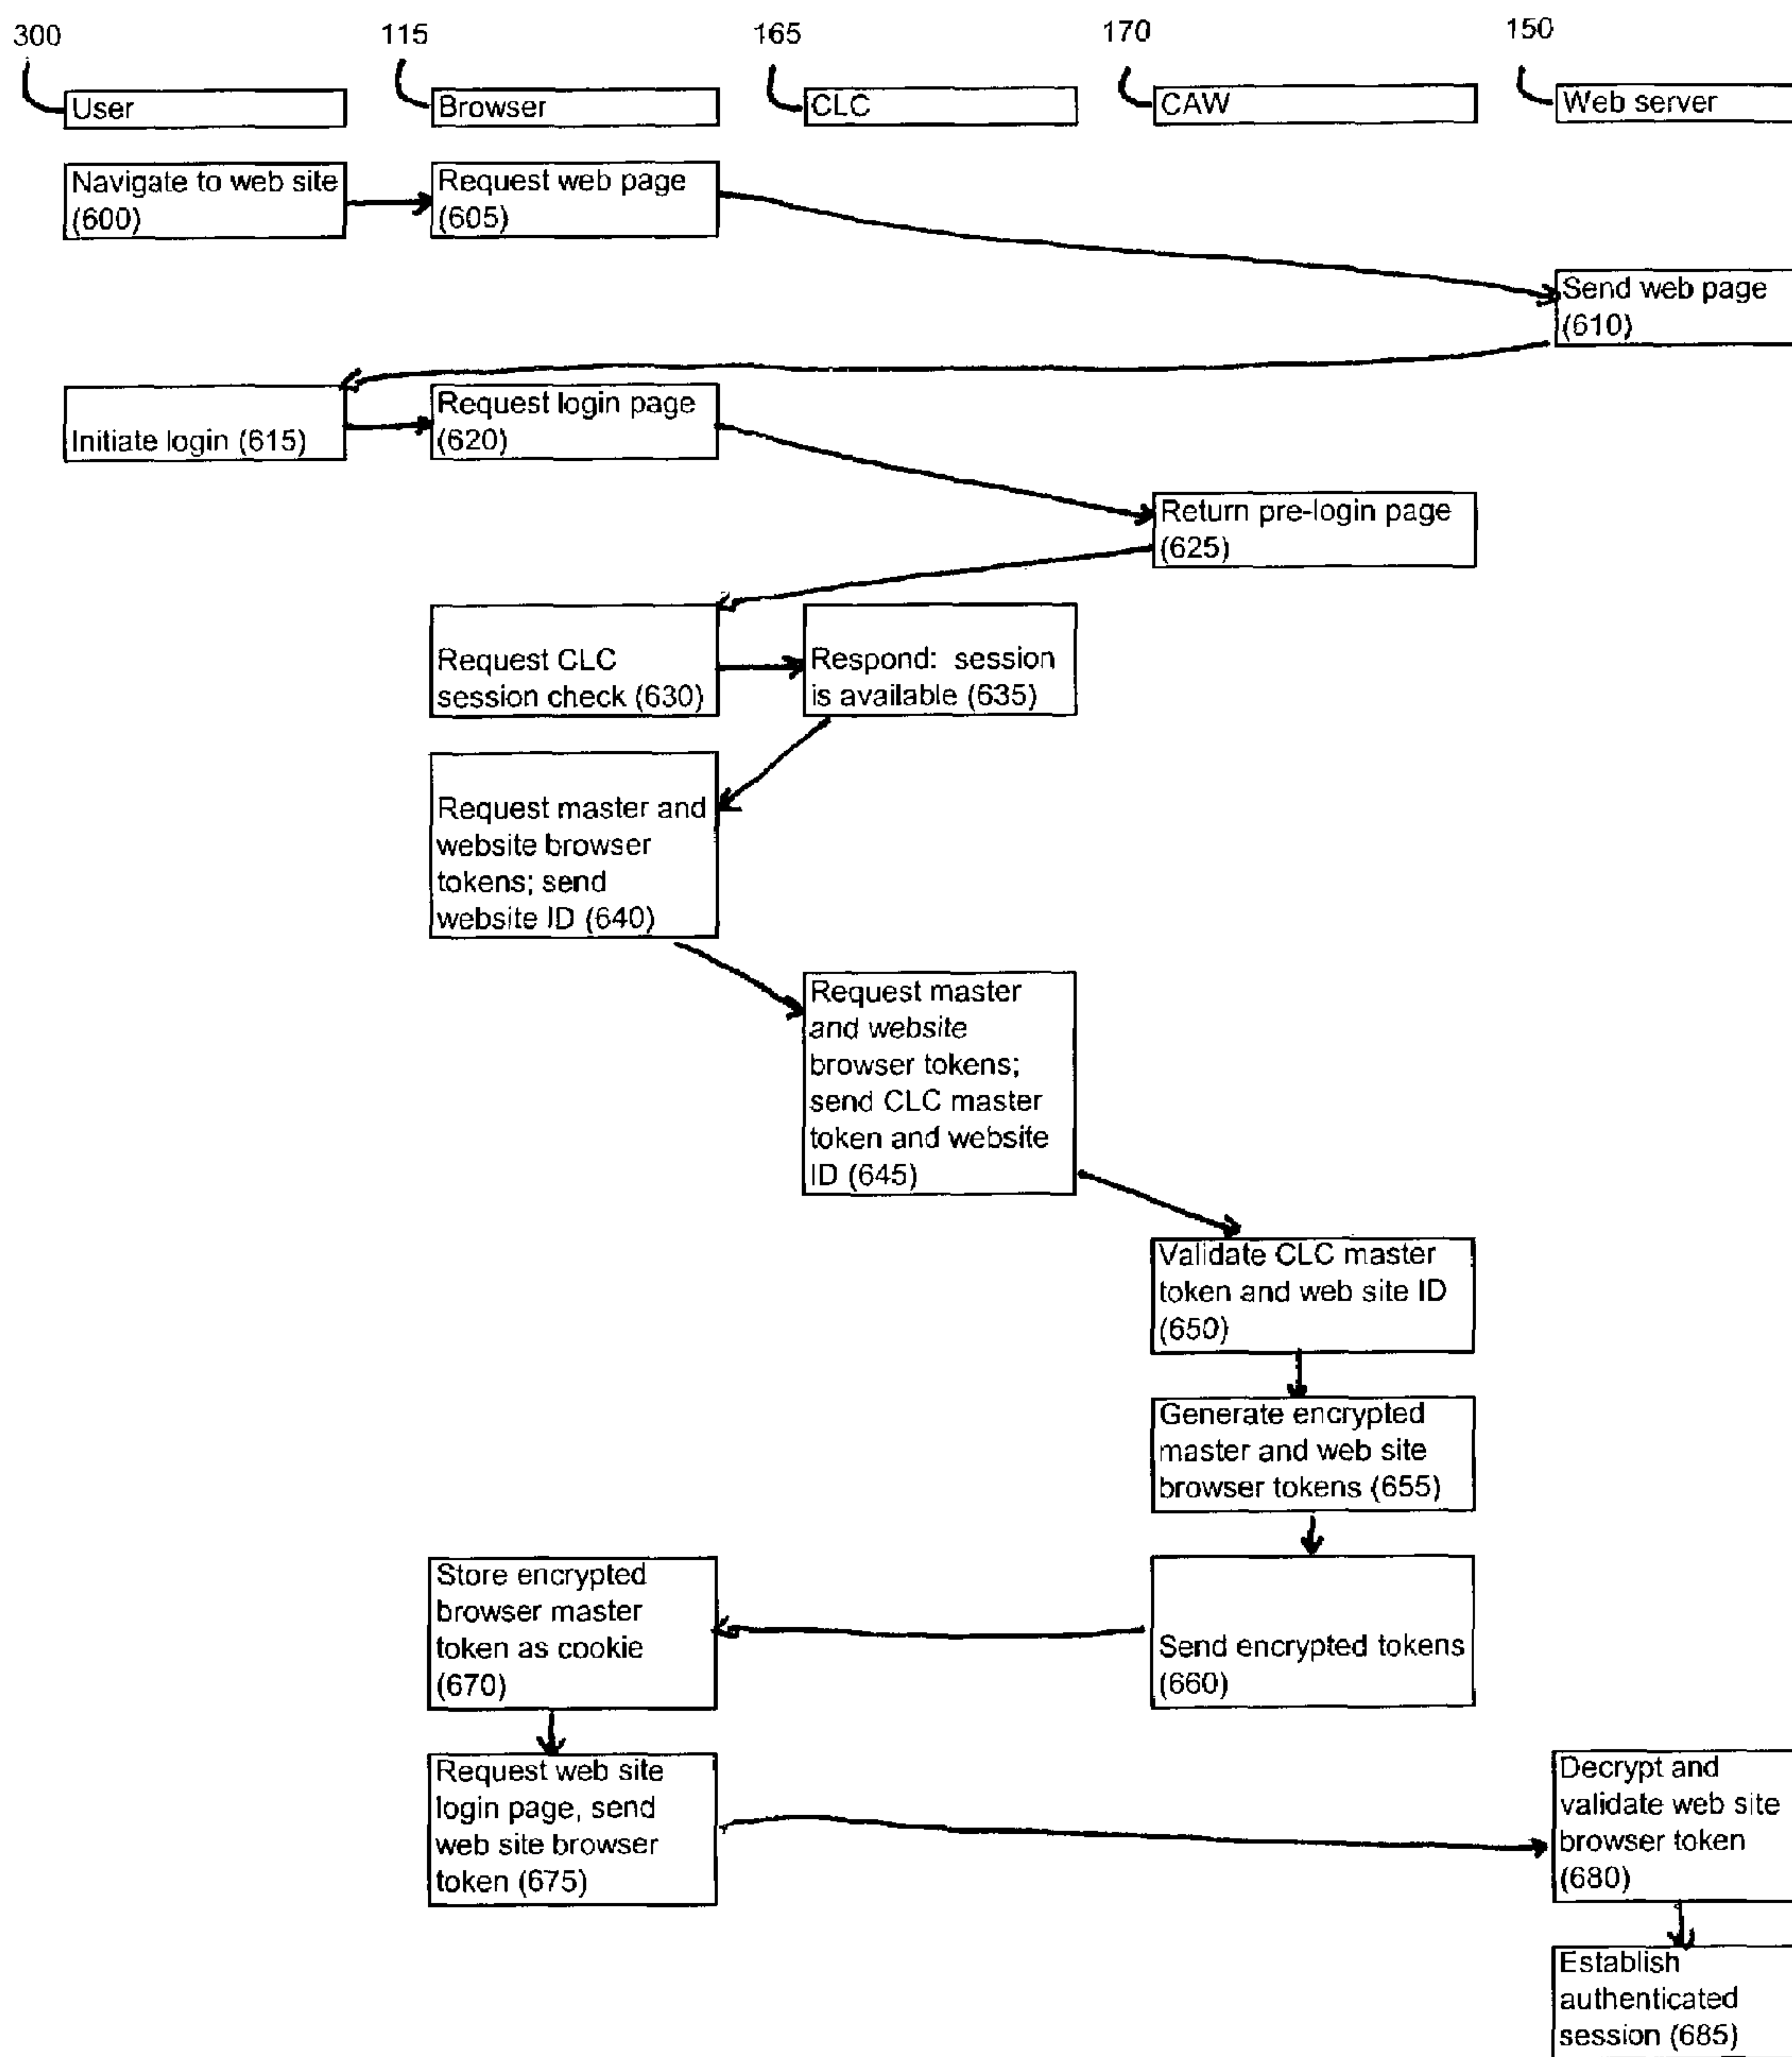 300
115
165
170
150
User
Browser
CLC
CAW
Web server
Navigate to web site
(600)
Request web page
(605)
Send web page
(610)
Initiate login (615)
Request login page
(620)
Return pre-login page
(625)
Request CLC
session check (630)
Respond: session
is available (635)
Request master and
website browser
tokens; send
website ID (640)
Request master
and website
browser tokens;
send CLC master
token and website
ID (645)
Validate CLC master
token and web site ID
(650)
Generate encrypted
master and web site
browser tokens (655)
Send encrypted tokens
(660)
Store encrypted
browser master
token as cookie
(670)
Request web site
login page, send
web site browser
token (675)
Decrypt and
validate web site
browser token
(680)
Establish
authenticated
session (685)